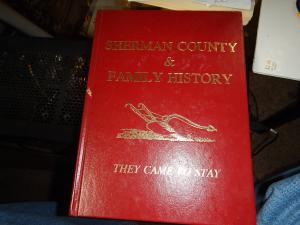 SHERMAN COUNTY
&
FAMILY HISTORY
THEY CAME TO STAY